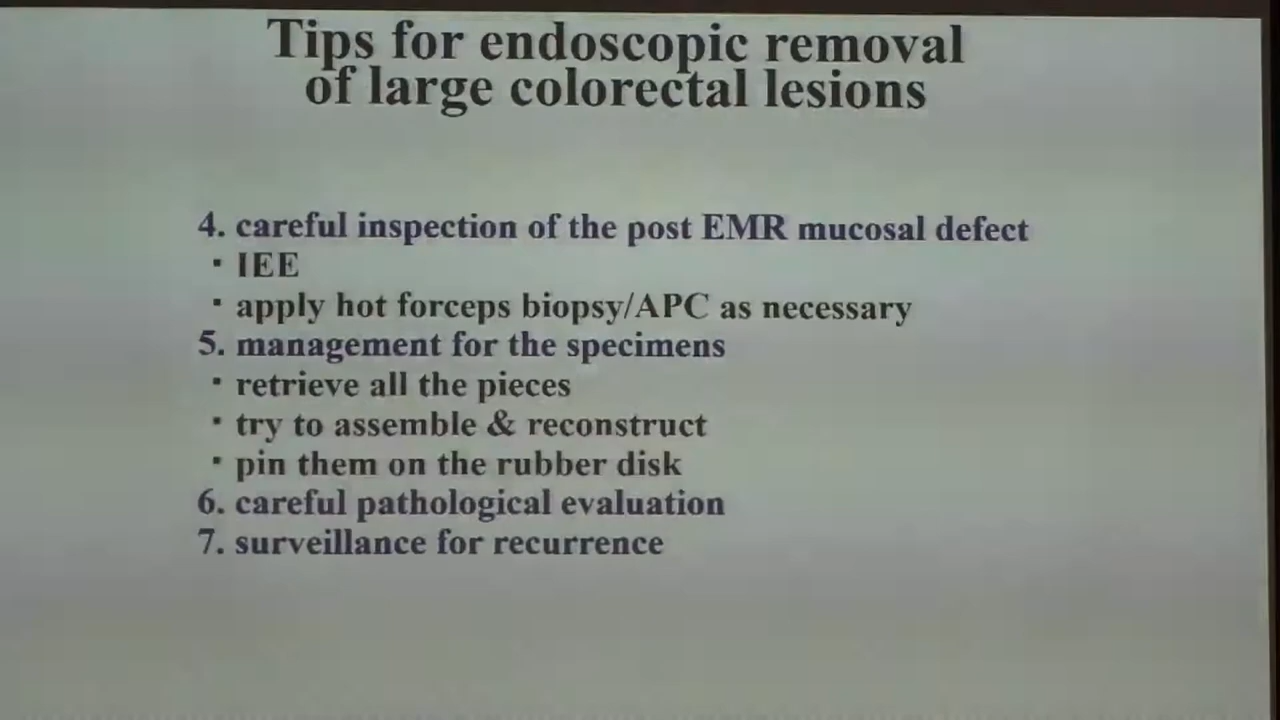 Tips for endoscopic removal
of large colorectal lesions
4. careful inspection of the post EMR mucosal defect
▪ IEE
▪ apply hot forceps biopsy/APC as necessary
5. management for the specimens
▪ retrieve all the pieces
▪ try to assemble & reconstruct
▪ pin them on the rubber disk
6. careful pathological evaluation
7. surveillance for recurrence